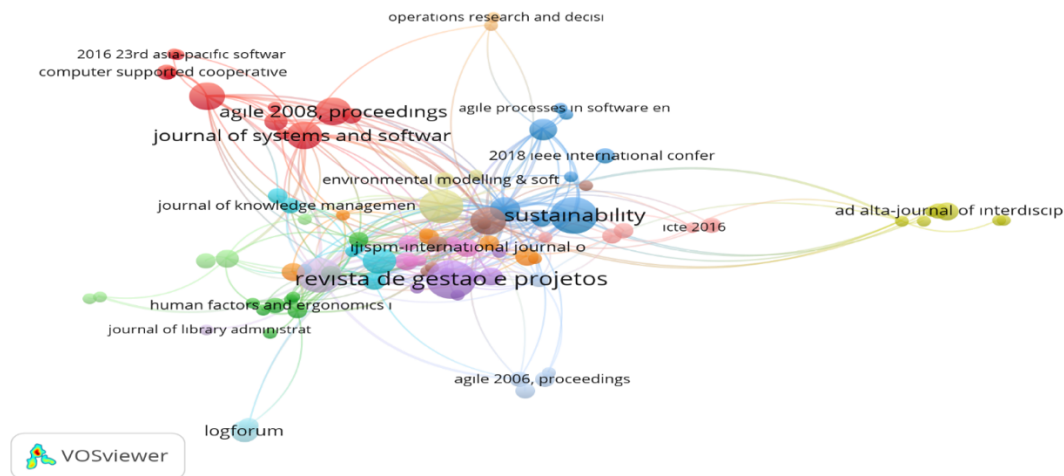 operations research and decisi
2016 23rd asia-pacific softwar
computer supported cooperative
agile 2008, proceedings
agile processes in software en
journal of systems and softwar
2018 ieee international confer
environmental modelling & soft
journal of knowledge managemen
sustainability
ad alta-journal of interdiscip
icte 2016
ijispm-international journal o
revista de gestao e projetos
human factors and ergonomics i
journal of library administrat
agile 2006, proceedings
logforum
VOSviewer